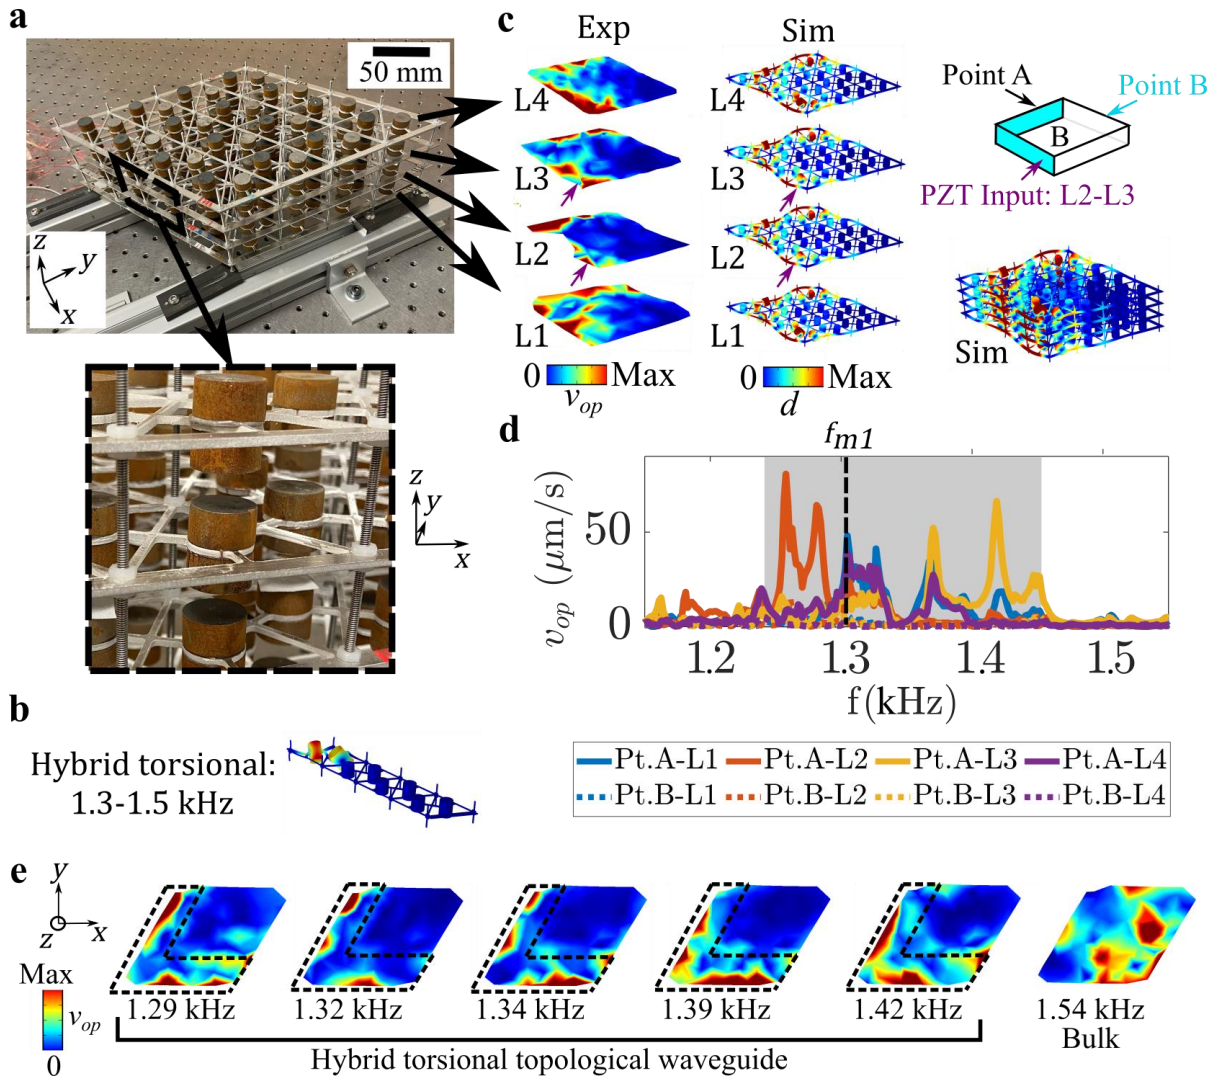 a
50 mm
z
y
x
z
y
x
b
Hybrid torsional:
1.3-1.5 kHz
c
Exp
Sim
L4
L3
L2
L1
0
Max
v_op
L4
L3
L2
L1
0
Max
d
Point A
Point B
B
PZT Input: L2-L3
Sim
d
f_m1
v_op (μm/s)
50
0
1.2
1.3
1.4
1.5
f(kHz)
Pt.A-L1 Pt.A-L2 Pt.A-L3 Pt.A-L4
Pt.B-L1 Pt.B-L2 Pt.B-L3 Pt.B-L4
e
y
z
x
Max
v_op
0
1.29 kHz
1.32 kHz
1.34 kHz
1.39 kHz
1.42 kHz
1.54 kHz
Bulk
Hybrid torsional topological waveguide